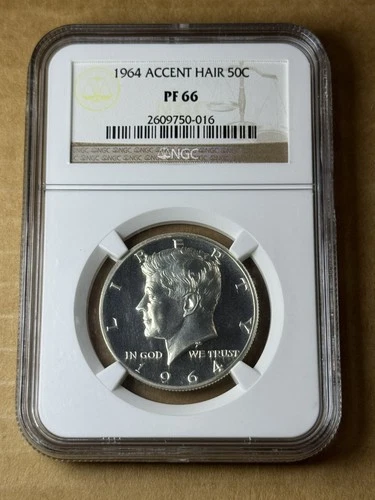 1964 ACCENT HAIR 50C
PF 66
2609750-016
NGC
LIBERTY
IN GOD WE TRUST
1964